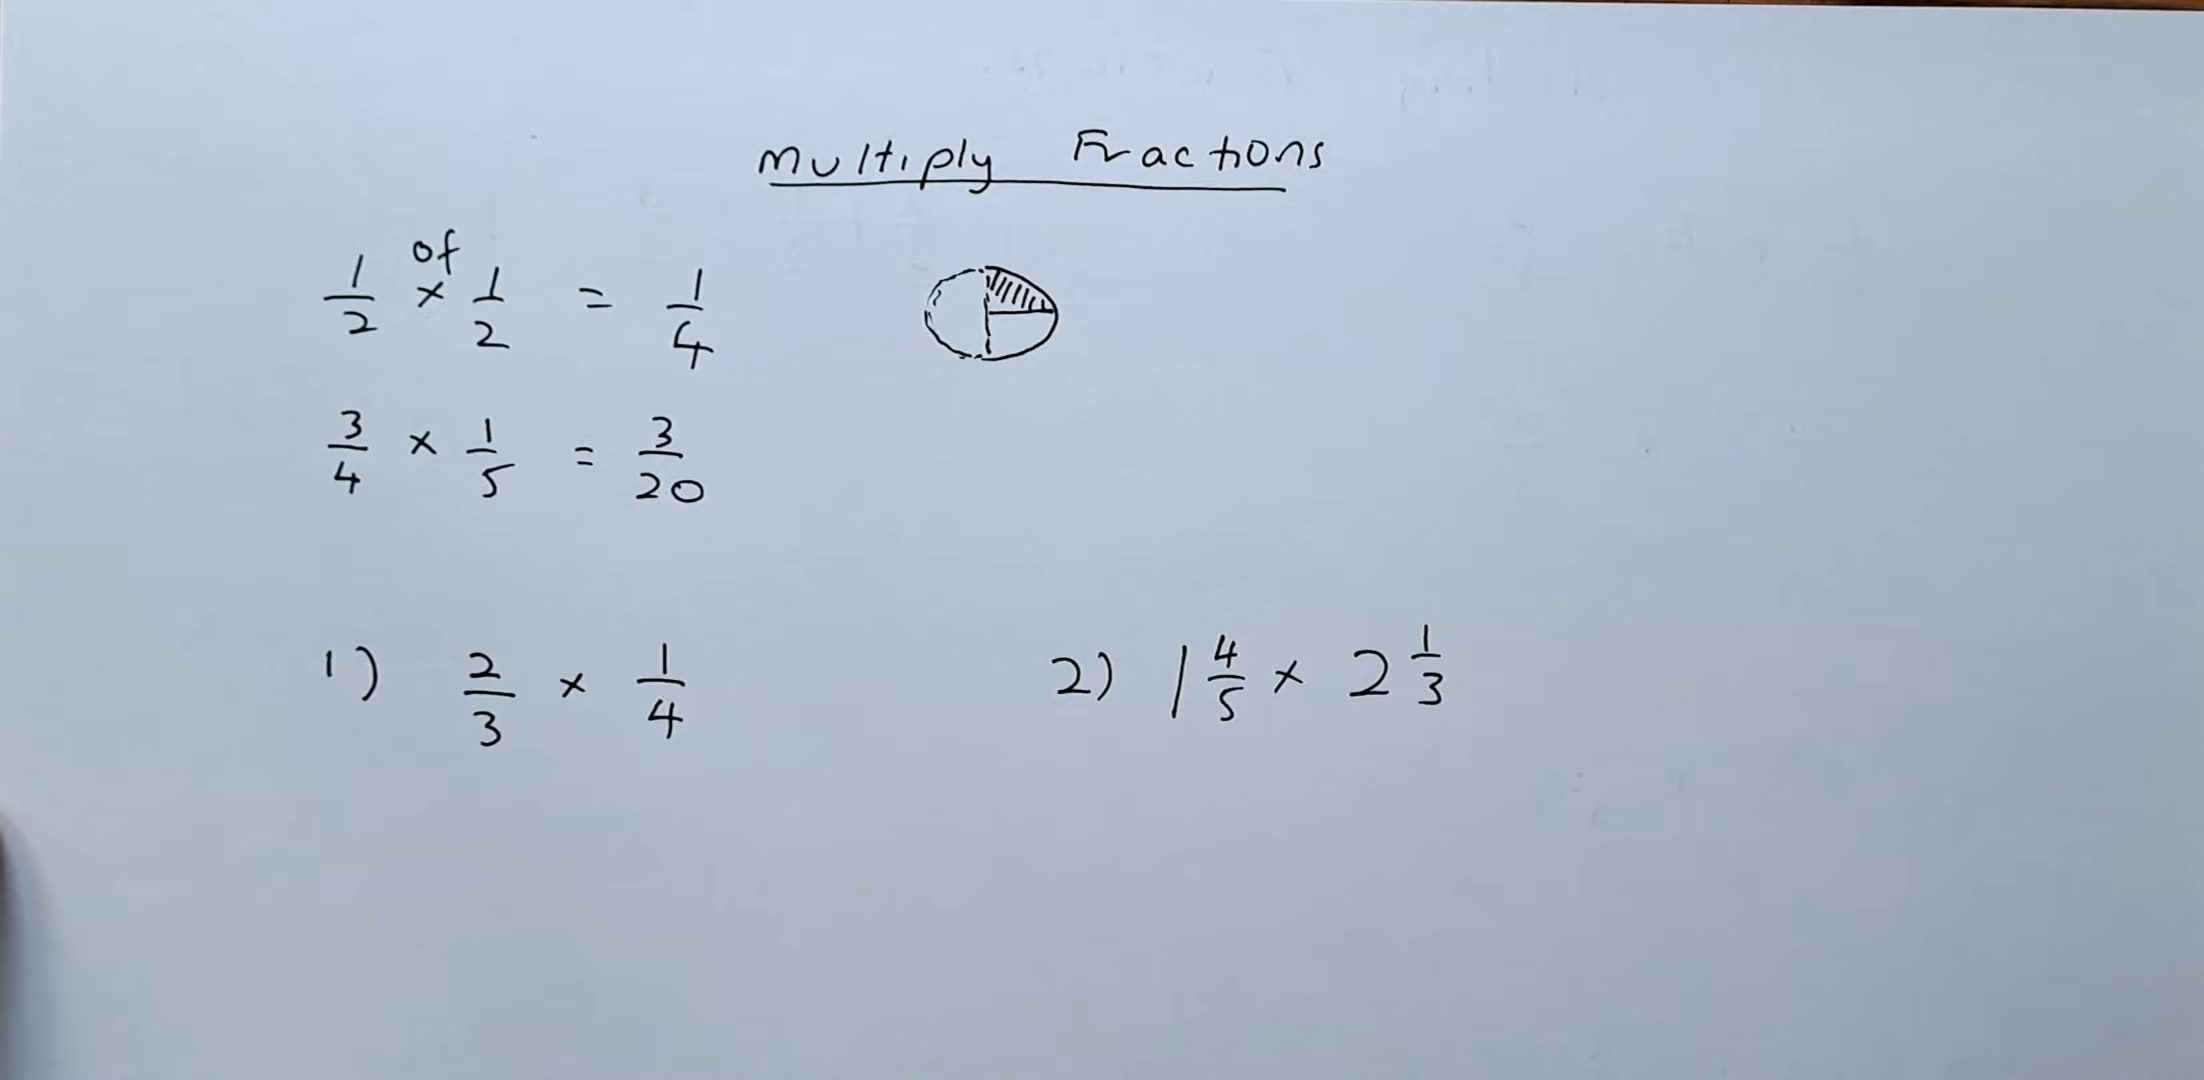 Multiply Fractions
of
1/2 × 1/2 = 1/4
3/4 × 1/5 = 3/20
1) 2/3 × 1/4
2) 1 4/5 × 2 1/3